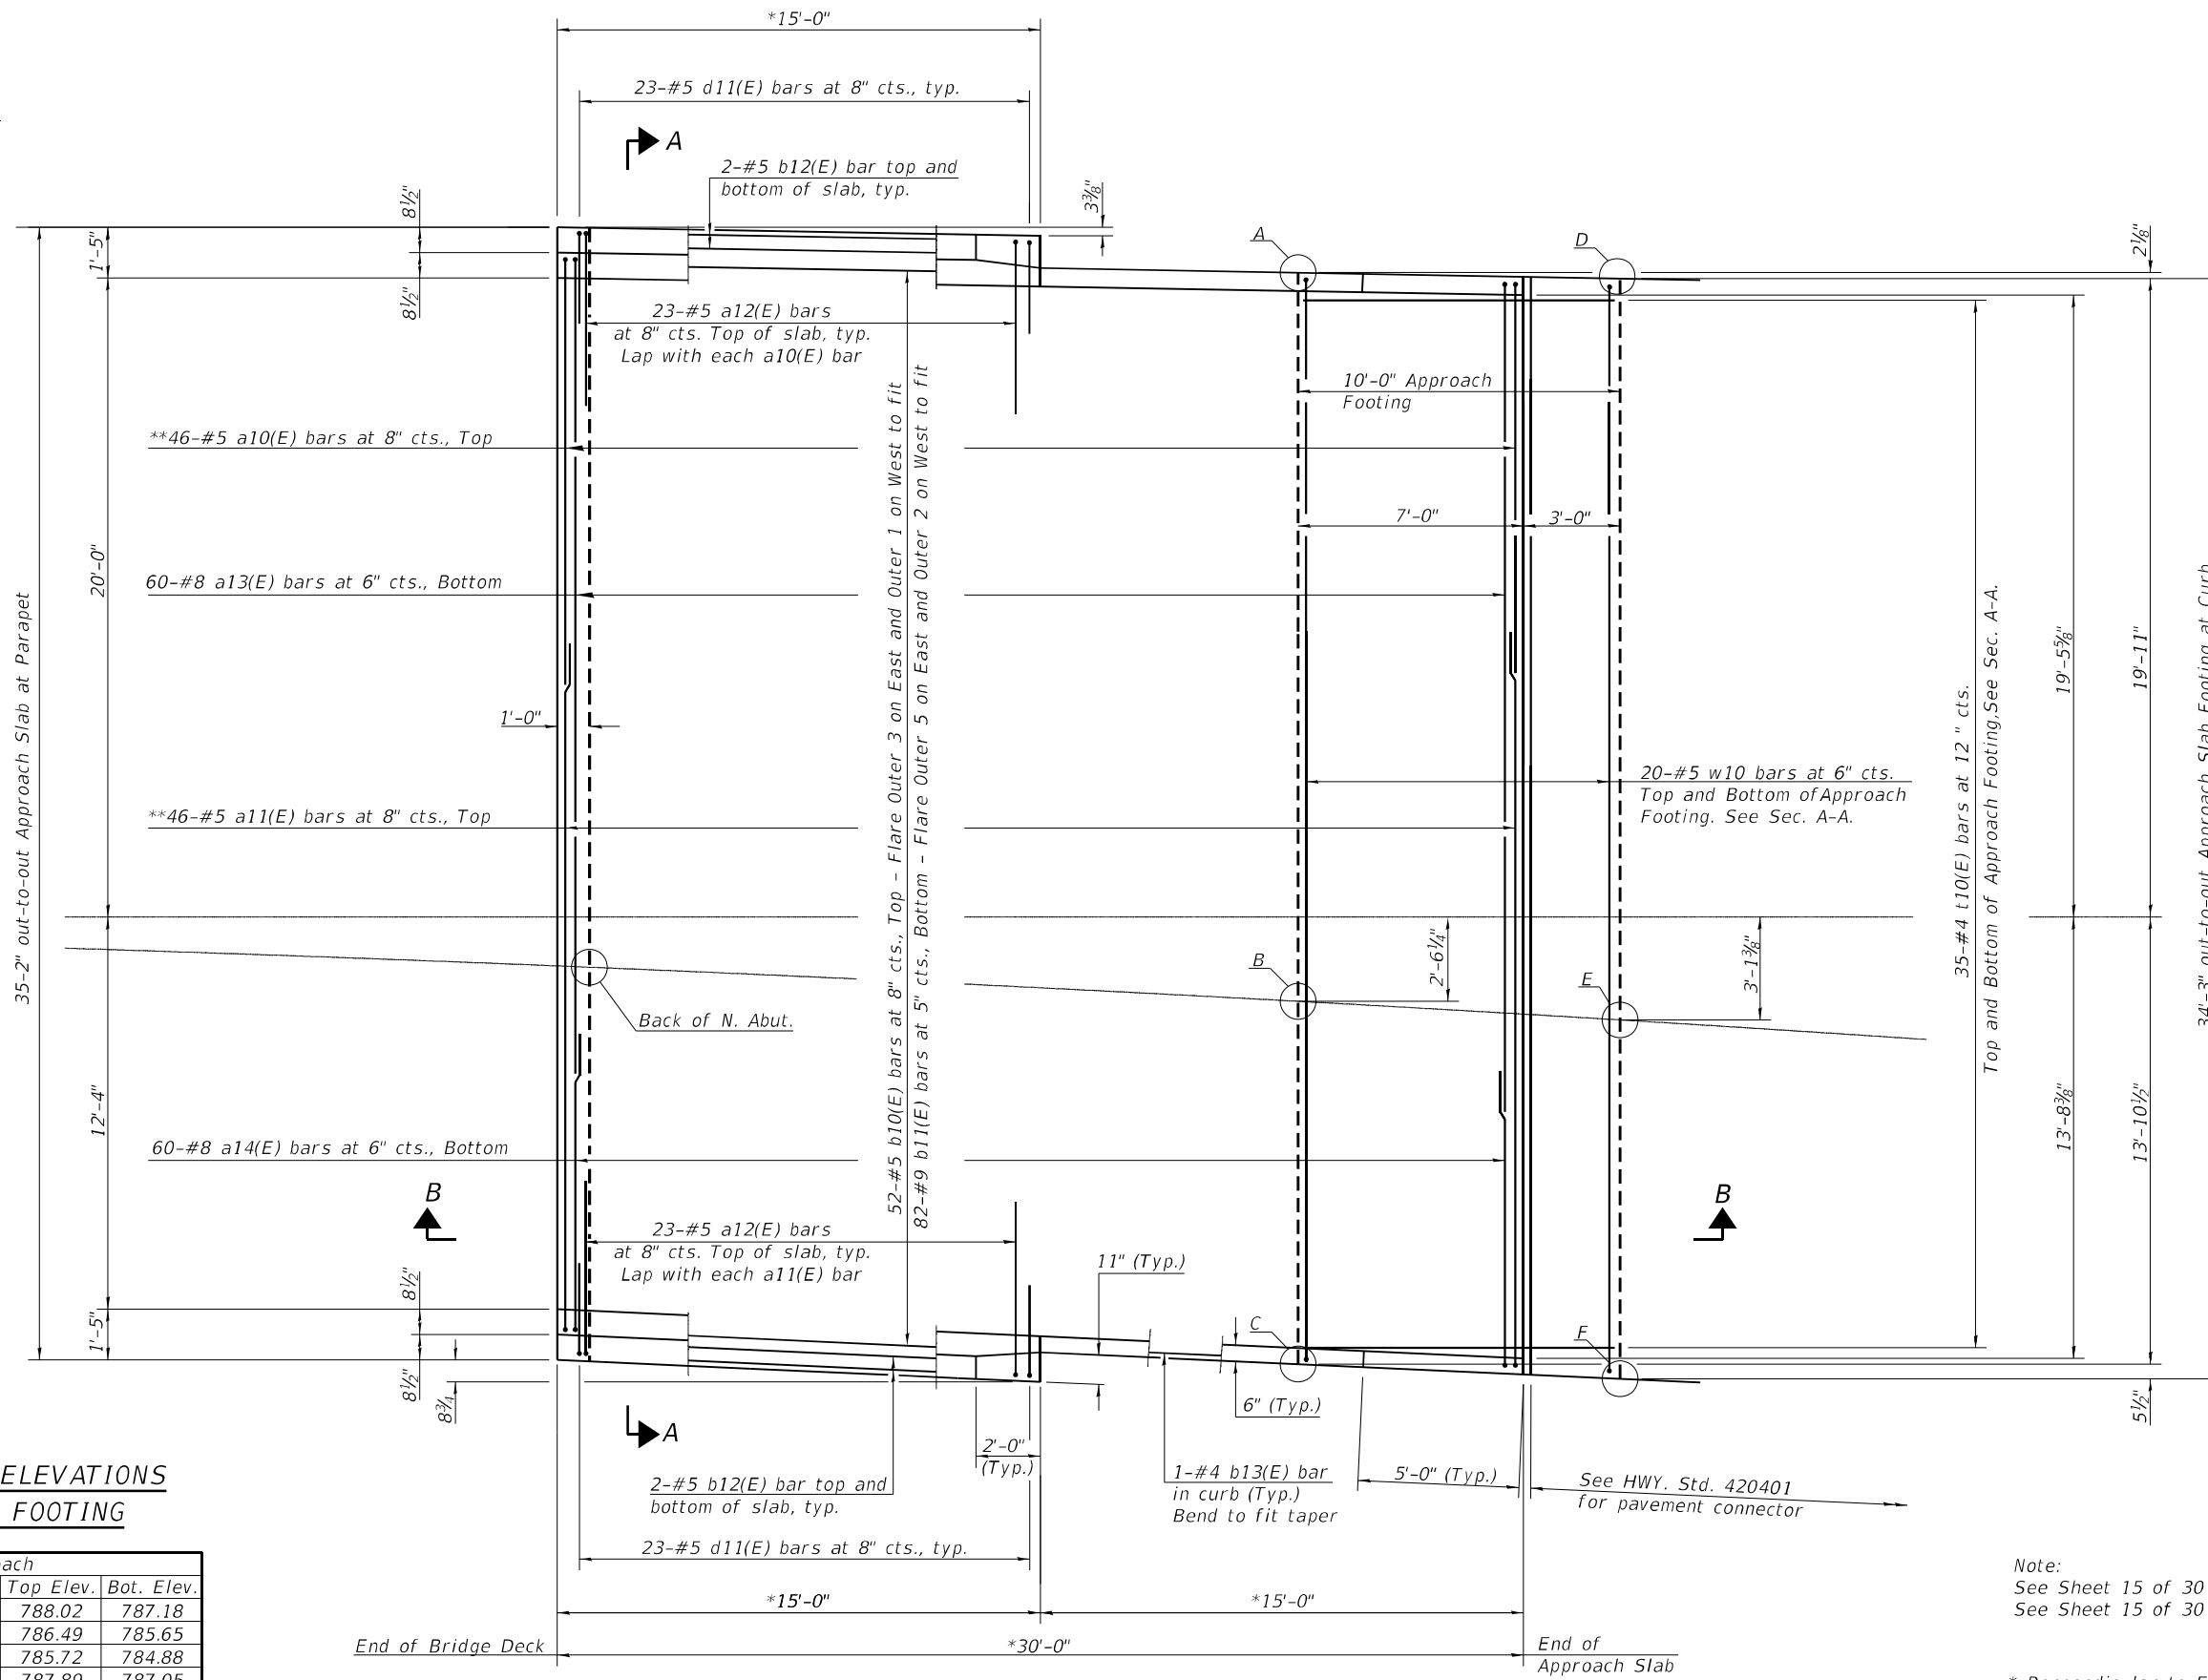 *15'-0"
23-#5 d11(E) bars at 8" cts., typ.
A
2-#5 b12(E) bar top and
bottom of slab, typ.
8½"
1'-5"
8½"
3⅜"
A
D
2⅛"
23-#5 a12(E) bars
at 8" cts. Top of slab, typ.
Lap with each a10(E) bar
10'-0" Approach
Footing
**46-#5 a10(E) bars at 8" cts., Top
7'-0"
3'-0"
20'-0"
60-#8 a13(E) bars at 6" cts., Bottom
35-2" out-to-out Approach Slab at Parapet
52-#5 b10(E) bars at 8" cts., Top - Flare Outer 3 on East and Outer 1 on West to fit
82-#9 b11(E) bars at 5" cts., Bottom - Flare Outer 5 on East and Outer 2 on West to fit
35-#4 t10(E) bars at 12 " cts.
Top and Bottom of Approach Footing,See Sec. A-A.
19'-5⅝"
19'-11"
34'-3" out-to-out Approach Slab Footing at Curb
1'-0"
20-#5 w10 bars at 6" cts.
Top and Bottom of Approach
Footing. See Sec. A-A.
**46-#5 a11(E) bars at 8" cts., Top
2'-6¼"
3'-1⅜"
B
E
Back of N. Abut.
12'-4"
13'-8⅜"
13'-10½"
60-#8 a14(E) bars at 6" cts., Bottom
B
B
23-#5 a12(E) bars
at 8" cts. Top of slab, typ.
Lap with each a11(E) bar
11" (Typ.)
8½"
1'-5"
8½"
8¾"
C
F
5½"
6" (Typ.)
A
2'-0"
(Typ.)
2-#5 b12(E) bar top and
bottom of slab, typ.
1-#4 b13(E) bar
in curb (Typ.)
Bend to fit taper
5'-0" (Typ.)
See HWY. Std. 420401
for pavement connector
23-#5 d11(E) bars at 8" cts., typ.
*15'-0"
*15'-0"
End of Bridge Deck
*30'-0"
End of
Approach Slab
ELEVATIONS
FOOTING
ach
Top Elev. Bot. Elev.
788.02 787.18
786.49 785.65
785.72 784.88
787.89 787.05
Note:
See Sheet 15 of 30
See Sheet 15 of 30